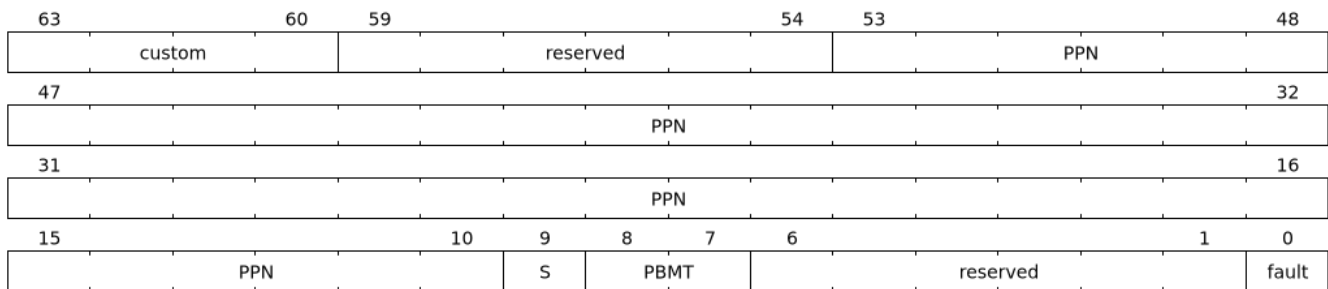 63 60 59 54 53 48
custom reserved PPN
47 32
PPN
31 16
PPN
15 10 9 8 7 6 1 0
PPN S PBMT reserved fault